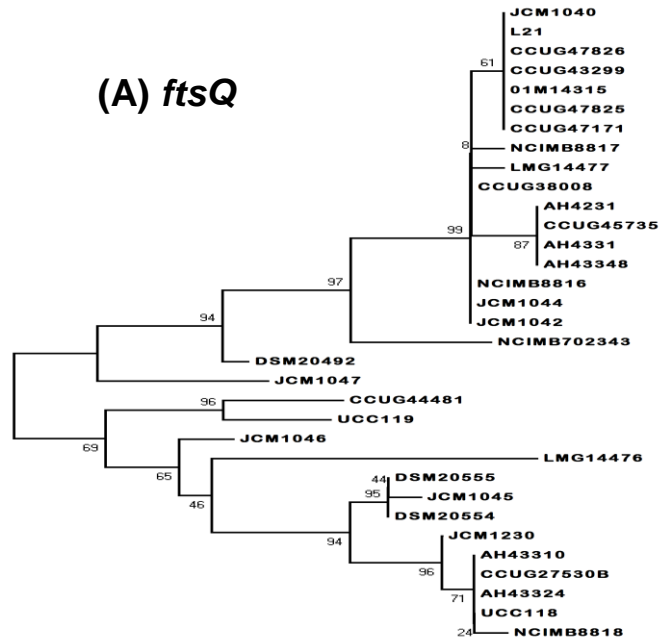 JCM1040
L21
CCUG47826
61
CCUG43299
(A) ftsQ
01M14315
CCUG47825
CCUG47171
8
NCIMB8817
LMG14477
CCUG38008
AH4231
99
CCUG45735
87
AH4331
AH43348
97
NCIMB8816
JCM1044
94
JCM1042
NCIMB702343
DSM20492
JCM1047
96
CCUG44481
UCC119
69
JCM1046
65
LMG14476
44
DSM20555
95
JCM1045
46
DSM20554
94
JCM1230
AH43310
96
CCUG27530B
71
AH43324
UCC118
24
NCIMB8818